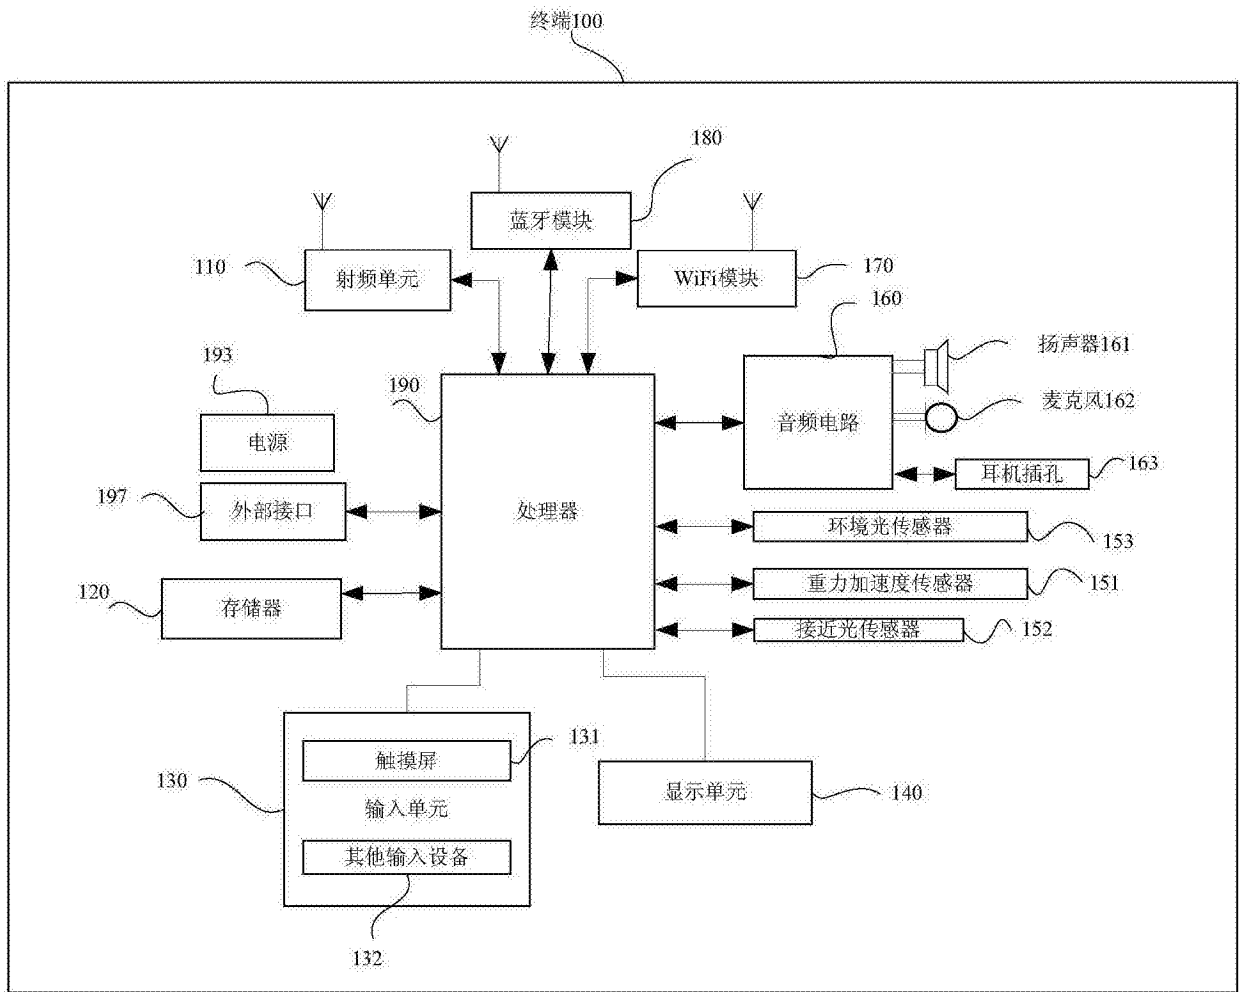 终端100
180
蓝牙模块
110
射频单元
WiFi模块
170
160
193
190
扬声器161
电源
音频电路
麦克风162
197
外部接口
处理器
耳机插孔
163
环境光传感器
153
120
存储器
重力加速度传感器
151
接近光传感器
152
130
触摸屏
131
输入单元
显示单元
140
其他输入设备
132